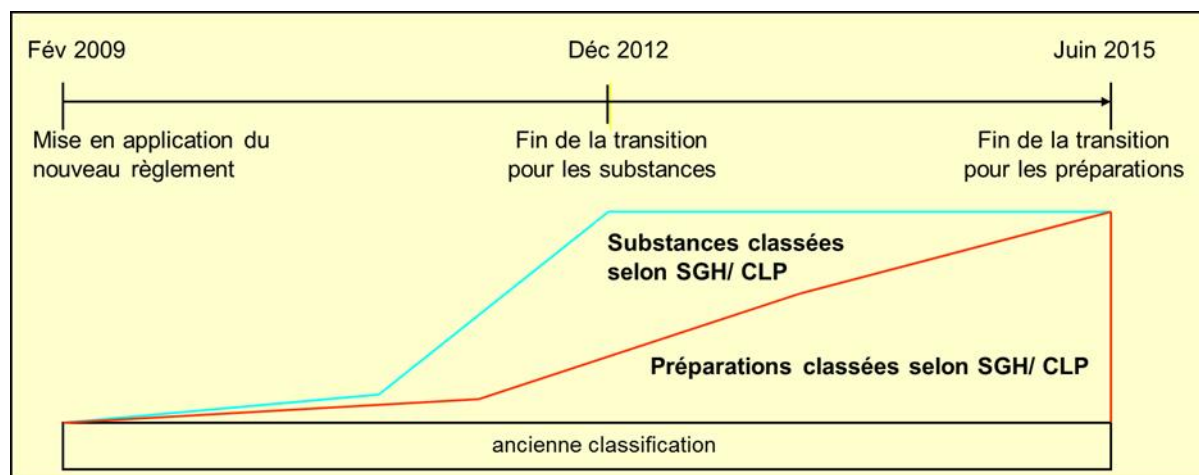 Fév 2009
Déc 2012
Juin 2015
Mise en application du
nouveau règlement
Fin de la transition
pour les substances
Fin de la transition
pour les préparations
Substances classées
selon SGH/ CLP
Préparations classées selon SGH/ CLP
ancienne classification